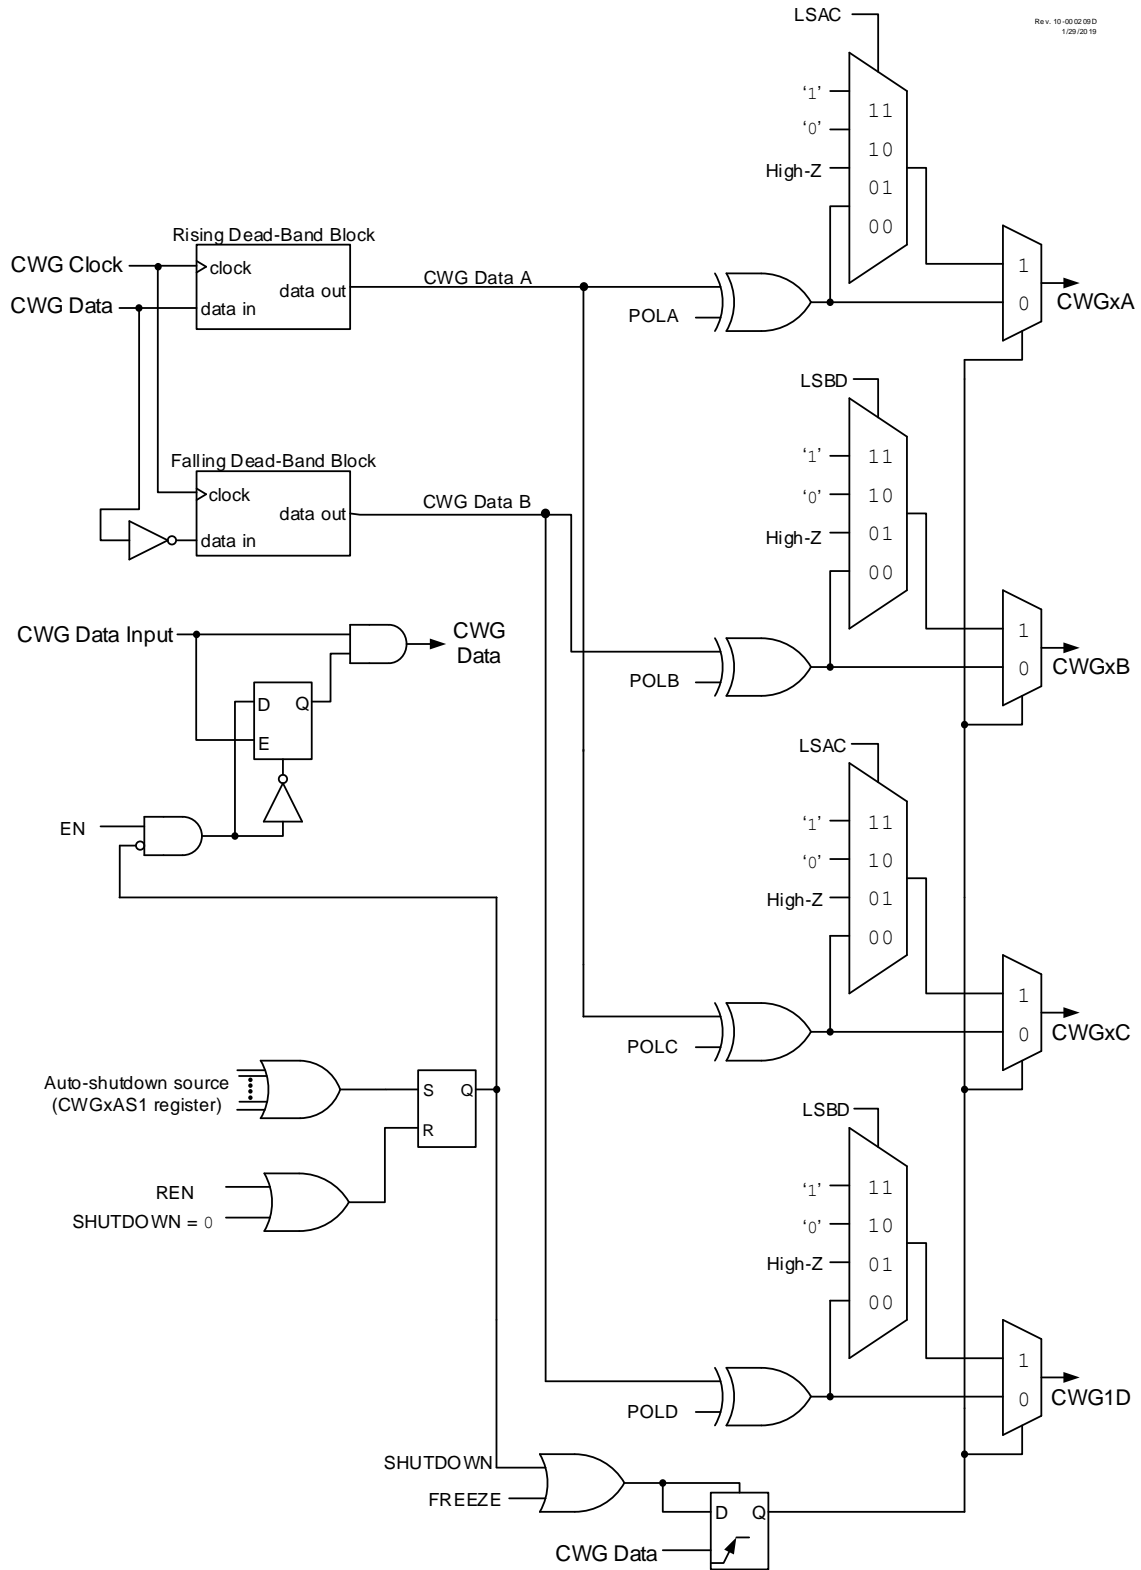 LSAC
Rev. 10-000209D
1/29/2019
'1'
11
'0'
10
High-Z
01
00
Rising Dead-Band Block
CWG Clock
clock
CWG Data A
1
data out
CWG Data
data in
POLA
0
CWGxA
LSBD
'1'
11
Falling Dead-Band Block
'0'
10
clock
CWG Data B
data out
High-Z
01
data in
00
CWG Data Input
CWG
Data
1
POLB
0
CWGxB
D
Q
E
LSAC
EN
'1'
11
'0'
10
High-Z
01
00
1
POLC
0
CWGxC
Auto-shutdown source
(CWGxAS1 register)
S
Q
R
LSBD
REN
'1'
11
SHUTDOWN = 0
'0'
10
High-Z
01
00
1
POLD
0
CWG1D
SHUTDOWN
FREEZE
D
Q
CWG Data